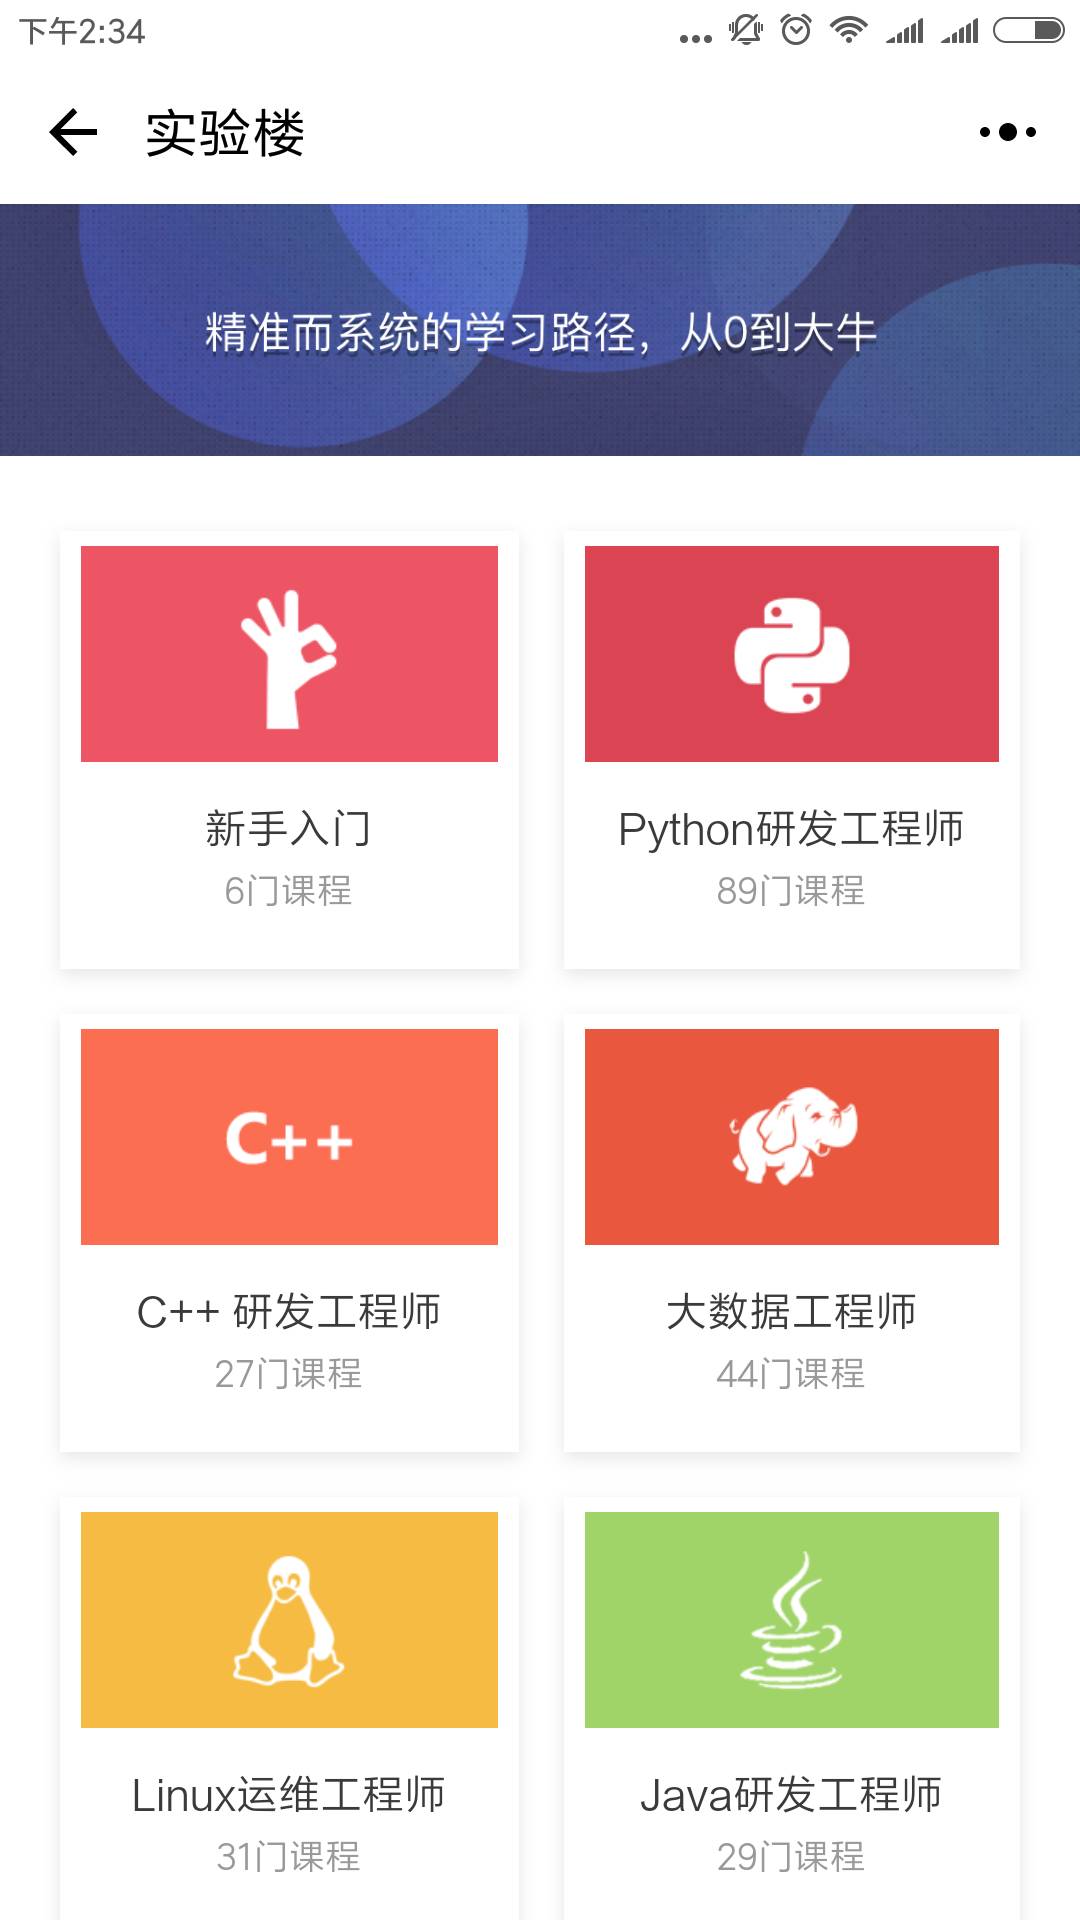 下午2:34
实验楼
精准而系统的学习路径，从0到大牛
新手入门
6门课程
Python研发工程师
89门课程
C++
C++ 研发工程师
27门课程
大数据工程师
44门课程
Linux运维工程师
31门课程
Java研发工程师
29门课程